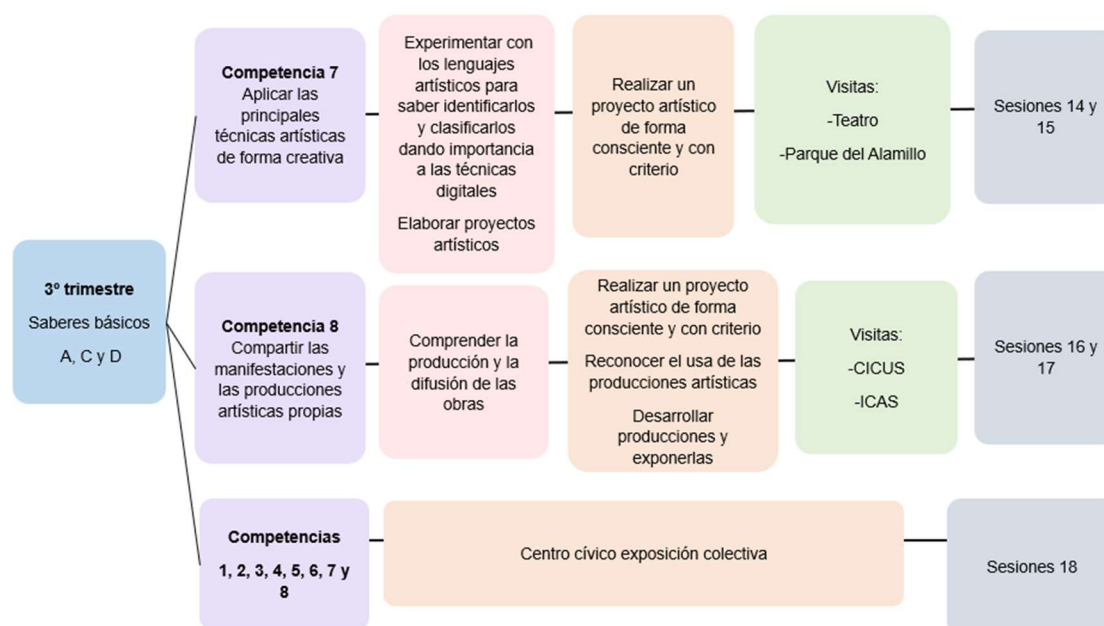 3º trimestre
Saberes básicos
A, C y D
Competencia 7
Aplicar las
principales
técnicas artísticas
de forma creativa
Experimentar con
los lenguajes
artísticos para
saber identificarlos
y clasificarlos
dando importancia
a las técnicas
digitales
Elaborar proyectos
artísticos
Realizar un
proyecto artístico
de forma
consciente y con
criterio
Visitas:
-Teatro
-Parque del Alamillo
Sesiones 14 y
15
Competencia 8
Compartir las
manifestaciones y
las producciones
artísticas propias
Comprender la
producción y la
difusión de las
obras
Realizar un proyecto
artístico de forma
consciente y con criterio
Reconocer el usa de las
producciones artísticas
Desarrollar
producciones y
exponerlas
Visitas:
-CICUS
-ICAS
Sesiones 16 y
17
Competencias
1, 2, 3, 4, 5, 6, 7 y
8
Centro cívico exposición colectiva
Sesiones 18